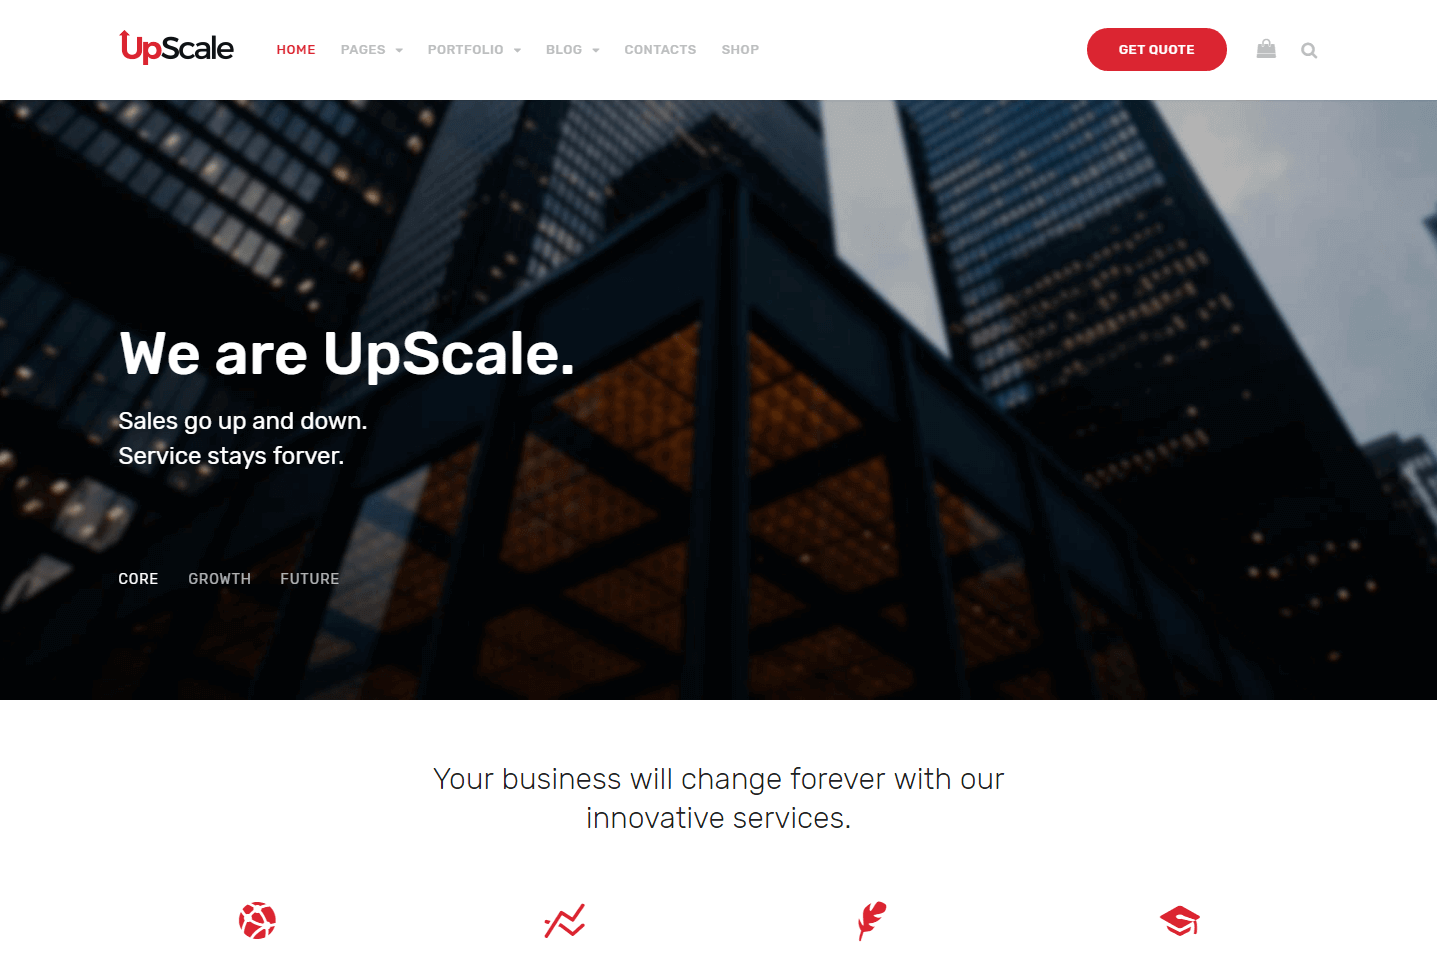 UpScale
HOME PAGES PORTFOLIO BLOG CONTACTS SHOP
GET QUOTE
We are UpScale.
Sales go up and down.
Service stays forver.
CORE GROWTH FUTURE
Your business will change forever with our
innovative services.